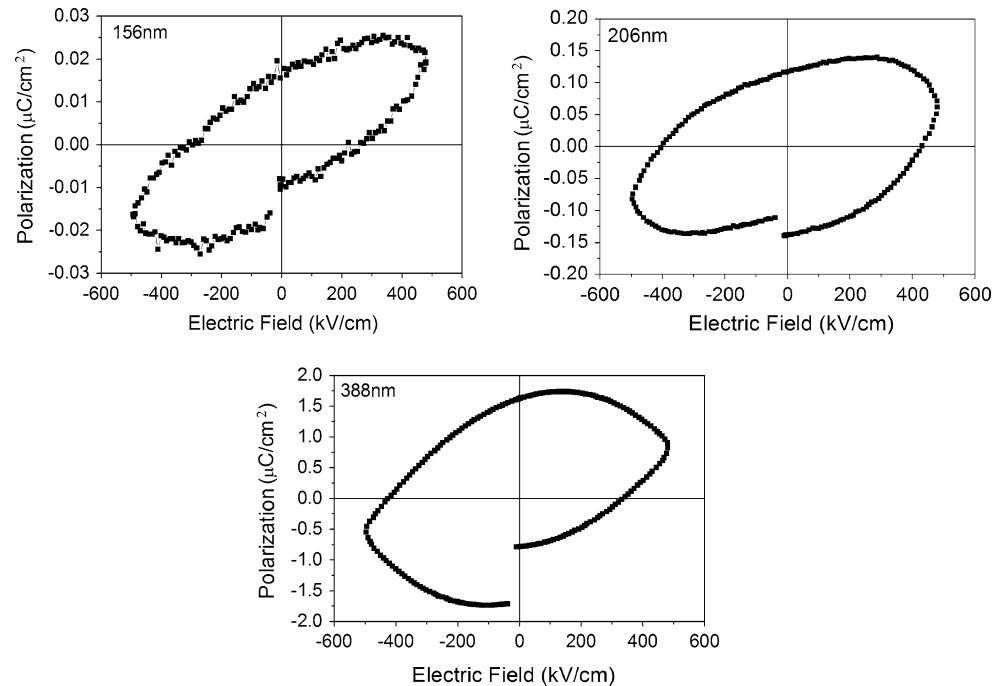 156nm
0.03
0.02
0.01
0.00
-0.01
-0.02
-0.03
Polarization (μC/cm²)
-600 -400 -200 0 200 400 600
Electric Field (kV/cm)
206nm
0.20
0.15
0.10
0.05
0.00
-0.05
-0.10
-0.15
-0.20
Polarization (μC/cm²)
-600 -400 -200 0 200 400 600
Electric Field (kV/cm)
388nm
2.0
1.5
1.0
0.5
0.0
-0.5
-1.0
-1.5
-2.0
Polarization (μC/cm²)
-600 -400 -200 0 200 400 600
Electric Field (kV/cm)